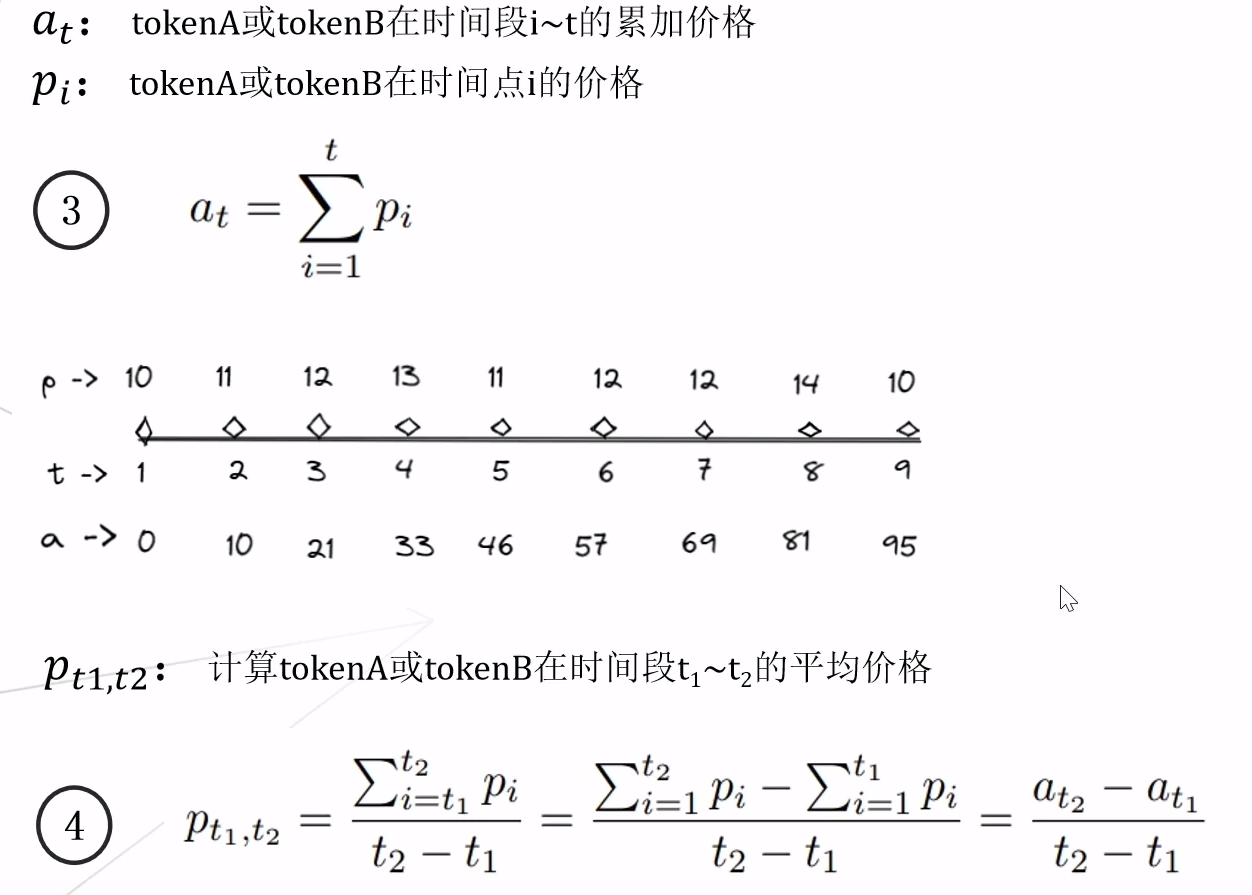 a_t： tokenA或tokenB在时间段i~t的累加价格
p_i： tokenA或tokenB在时间点i的价格
③ a_t = \sum_{i=1}^{t} p_i
p -> 10 11 12 13 11 12 12 14 10
t -> 1 2 3 4 5 6 7 8 9
a -> 0 10 21 33 46 57 69 81 95
p_{t1,t2}： 计算tokenA或tokenB在时间段t_1~t_2的平均价格
④ p_{t_1,t_2} = \frac{\sum_{i=t_1}^{t_2} p_i}{t_2 - t_1} = \frac{\sum_{i=1}^{t_2} p_i - \sum_{i=1}^{t_1} p_i}{t_2 - t_1} = \frac{a_{t_2} - a_{t_1}}{t_2 - t_1}